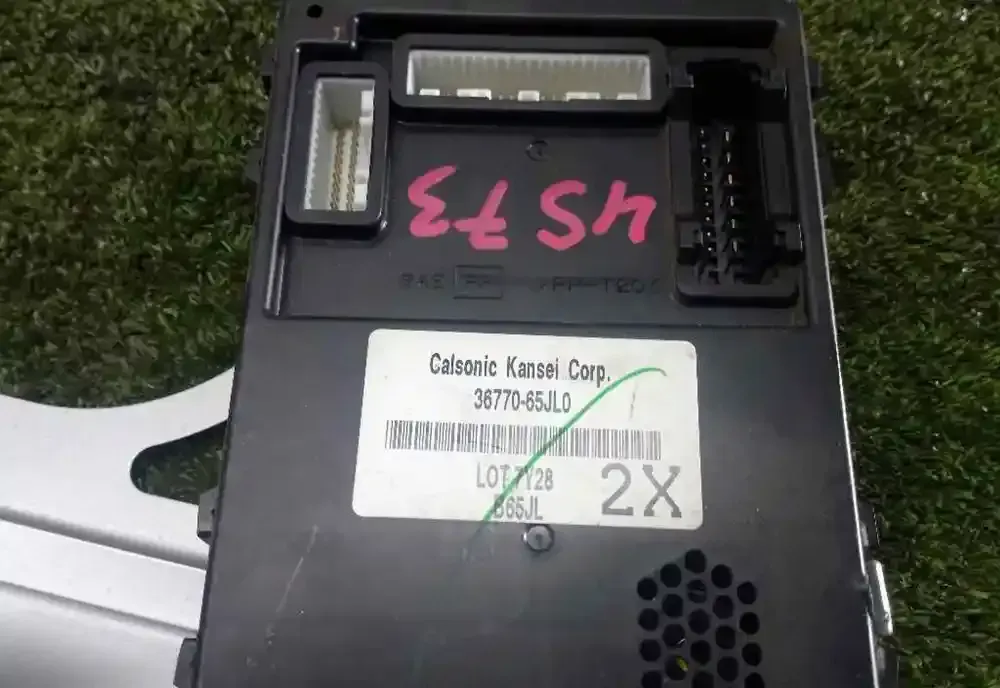 4S73
Calsonic Kansei Corp.
36770-65JL0
LOT 7Y28
B65JL
2X